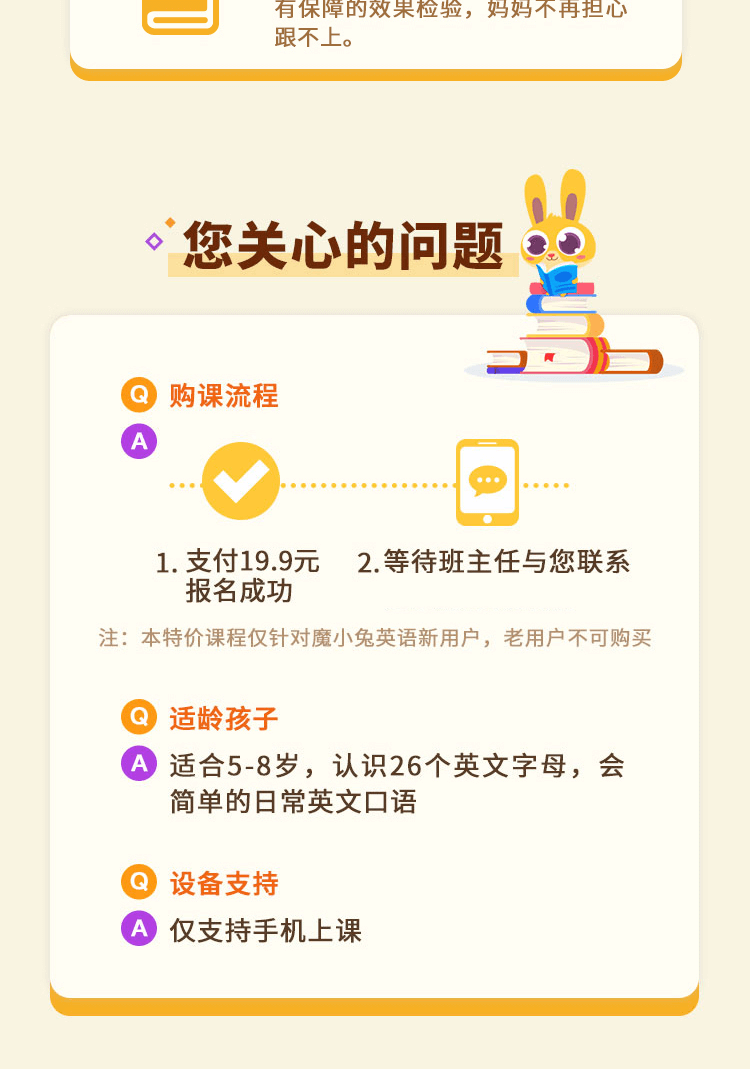 有保障的效果检验，妈妈不再担心
跟不上。
您关心的问题
Q 购课流程
A
1. 支付19.9元
报名成功
2.等待班主任与您联系
注：本特价课程仅针对魔小兔英语新用户，老用户不可购买
Q 适龄孩子
A 适合5-8岁，认识26个英文字母，会
简单的日常英文口语
Q 设备支持
A 仅支持手机上课